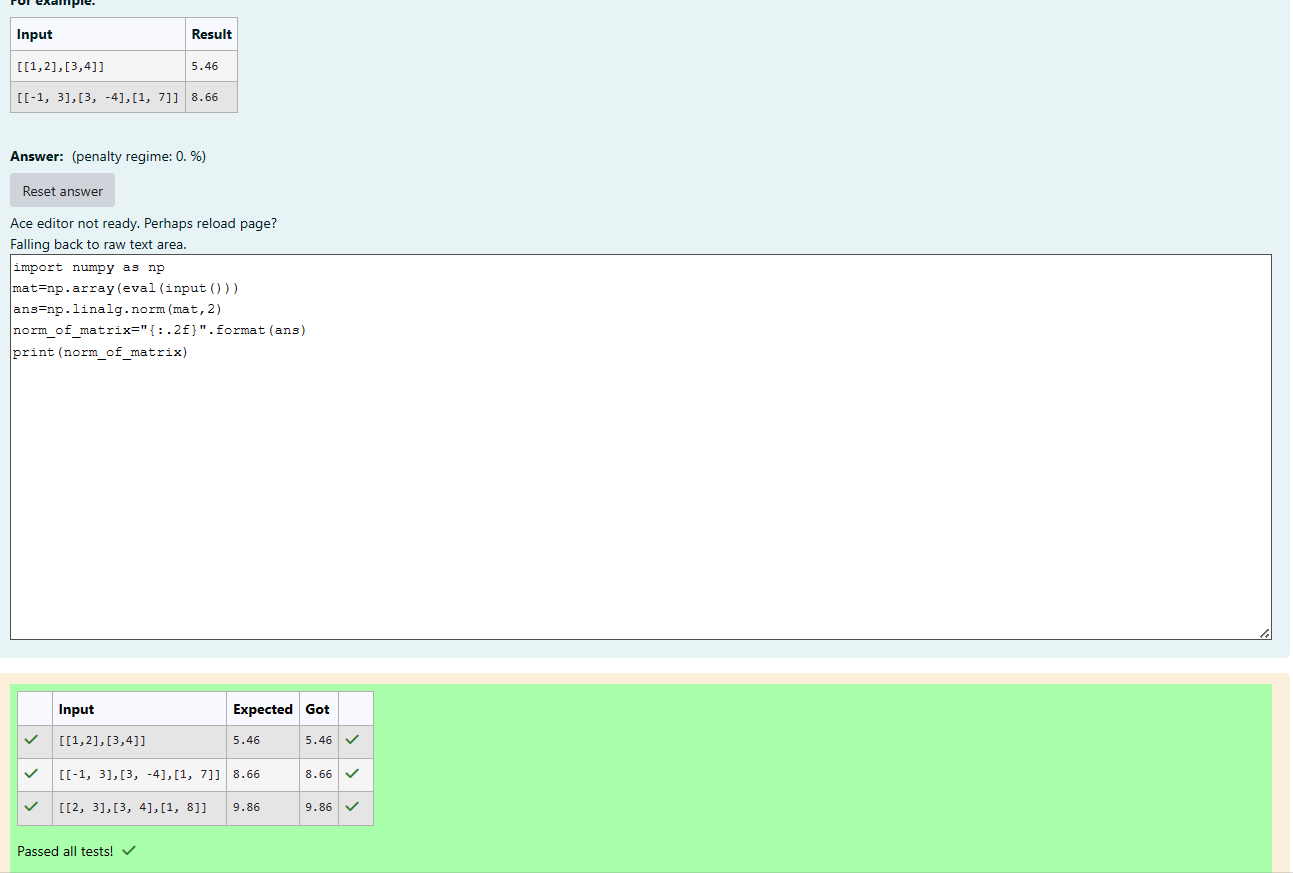 For example:
Input Result
[[1,2],[3,4]] 5.46
[[-1, 3],[3, -4],[1, 7]] 8.66
Answer: (penalty regime: 0. %)
Reset answer
Ace editor not ready. Perhaps reload page?
Falling back to raw text area.
import numpy as np
mat=np.array(eval(input()))
ans=np.linalg.norm(mat,2)
norm_of_matrix="{:.2f}".format(ans)
print(norm_of_matrix)
Input Expected Got
[[1,2],[3,4]] 5.46 5.46
[[-1, 3],[3, -4],[1, 7]] 8.66 8.66
[[2, 3],[3, 4],[1, 8]] 9.86 9.86
Passed all tests!